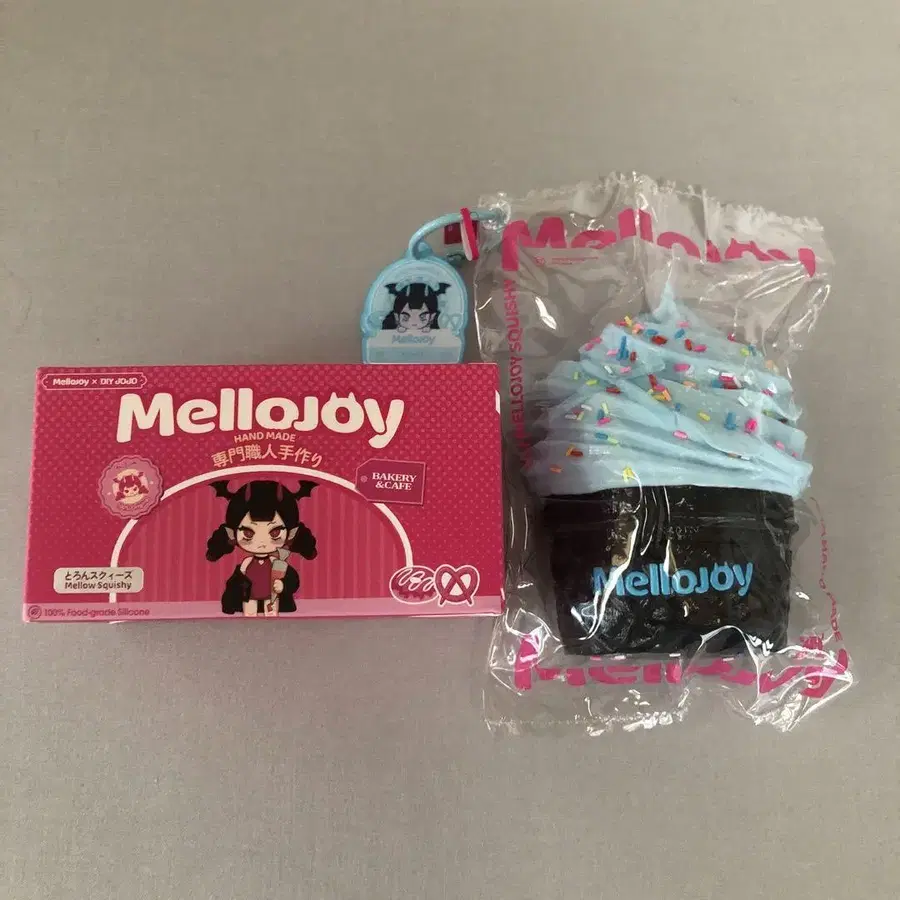 Mellojoy × DIY JOJO
Mellojoy
HAND MADE
専門職人手作り
BAKERY
&CAFE
とろんスクィーズ
Mellow Squishy
100% Food-grade Silicone
Mellojoy
Mellojoy
MELLOJOY SQUISHY
Mellojoy
Mellojoy